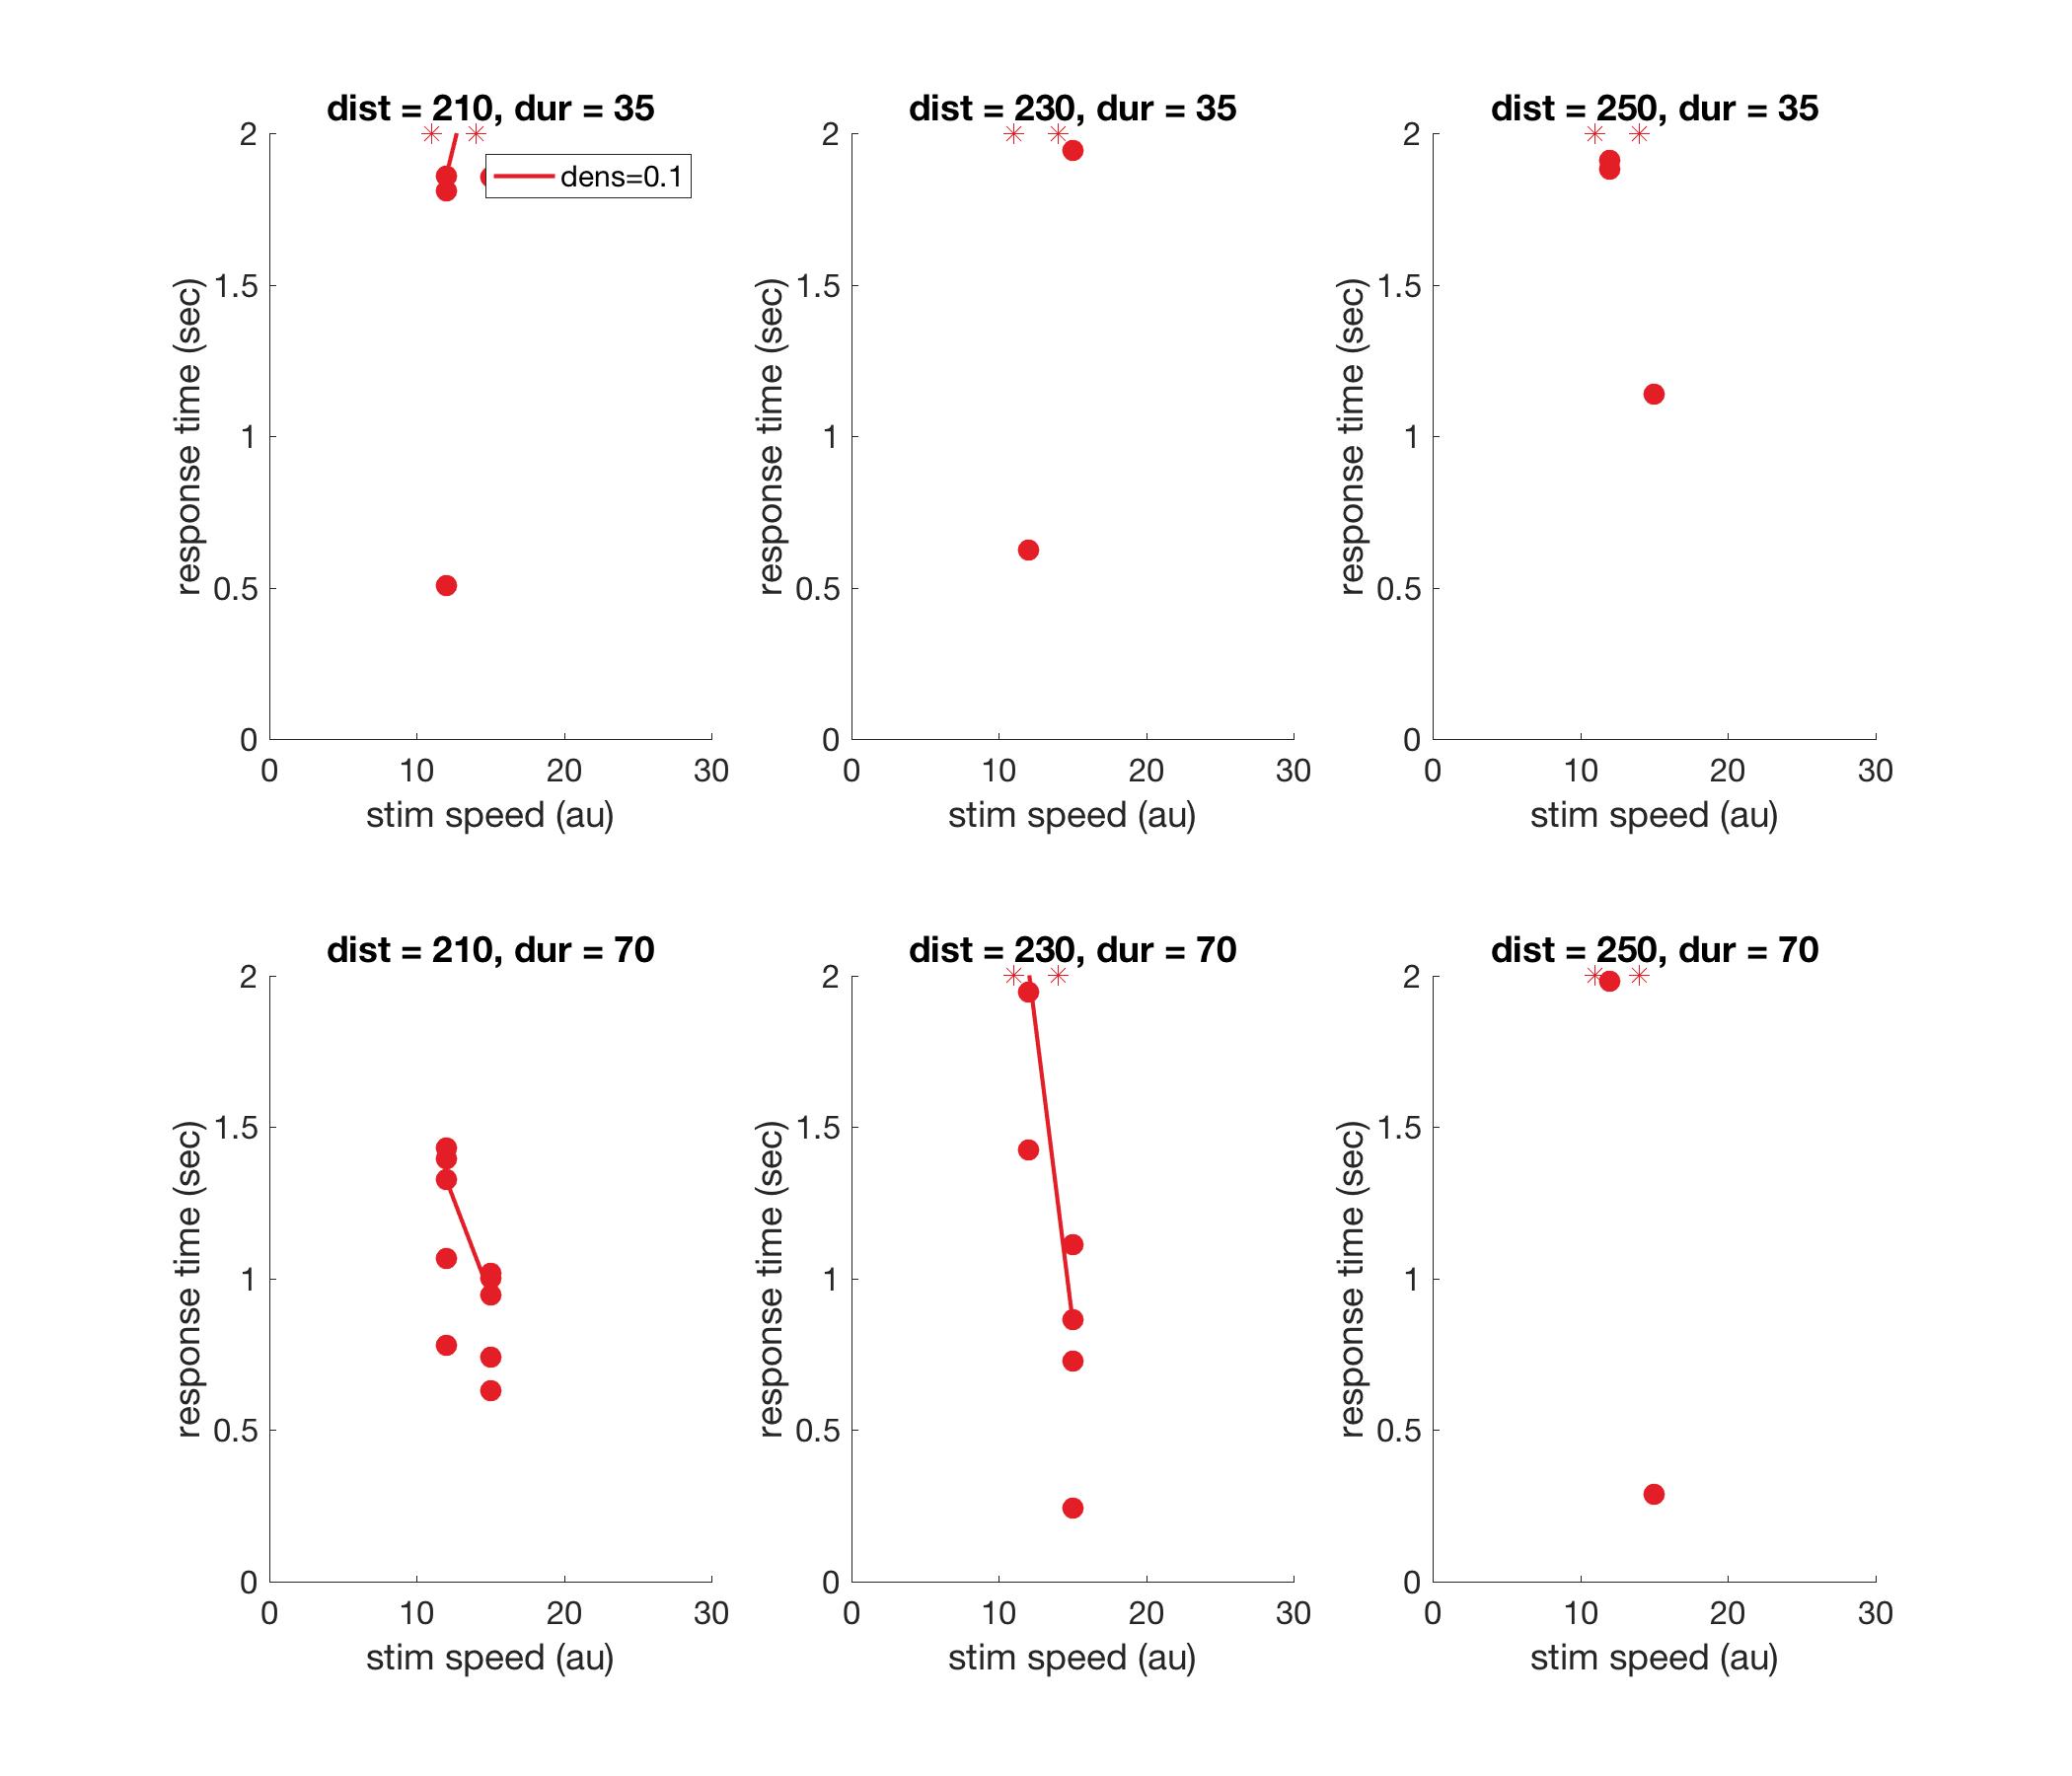 dist = 210, dur = 35
dist = 230, dur = 35
dist = 250, dur = 35
2
1.5
1
0.5
0
response time (sec)
dens=0.1
0 10 20 30
stim speed (au)
2
1.5
1
0.5
0
response time (sec)
0 10 20 30
stim speed (au)
2
1.5
1
0.5
0
response time (sec)
0 10 20 30
stim speed (au)
dist = 210, dur = 70
dist = 230, dur = 70
dist = 250, dur = 70
2
1.5
1
0.5
0
response time (sec)
0 10 20 30
stim speed (au)
2
1.5
1
0.5
0
response time (sec)
0 10 20 30
stim speed (au)
2
1.5
1
0.5
0
response time (sec)
0 10 20 30
stim speed (au)